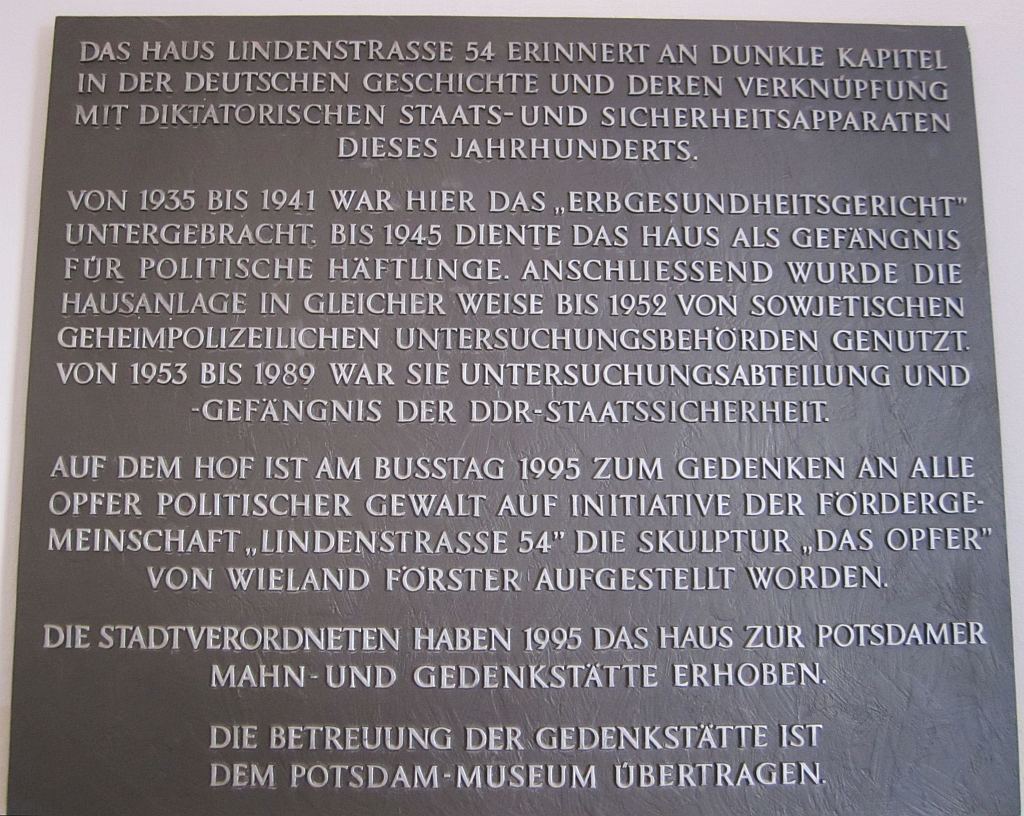 DAS HAUS LINDENSTRASSE 54 ERINNERT AN DUNKLE KAPITEL
IN DER DEUTSCHEN GESCHICHTE UND DEREN VERKNÜPFUNG
MIT DIKTATORISCHEN STAATS-UND SICHERHEITSAPPARATEN
DIESES JAHRHUNDERTS.
VON 1935 BIS 1941 WAR HIER DAS „ERBGESUNDHEITSGERICHT”
UNTERGEBRACHT. BIS 1945 DIENTE DAS HAUS ALS GEFÄNGNIS
FÜR POLITISCHE HÄFTLINGE. ANSCHLIESSEND WURDE DIE
HAUSANLAGE IN GLEICHER WEISE BIS 1952 VON SOWJETISCHEN
GEHEIMPOLIZEILICHEN UNTERSUCHUNGSBEHÖRDEN GENUTZT.
VON 1953 BIS 1989 WAR SIE UNTERSUCHUNGSABTEILUNG UND
-GEFÄNGNIS DER DDR-STAATSSICHERHEIT.
AUF DEM HOF IST AM BUSSTAG 1995 ZUM GEDENKEN AN ALLE
OPFER POLITISCHER GEWALT AUF INITIATIVE DER FÖRDERGE-
MEINSCHAFT „LINDENSTRASSE 54” DIE SKULPTUR „DAS OPFER”
VON WIELAND FÖRSTER AUFGESTELLT WORDEN.
DIE STADTVERORDNETEN HABEN 1995 DAS HAUS ZUR POTSDAMER
MAHN-UND GEDENKSTÄTTE ERHOBEN.
DIE BETREUUNG DER GEDENKSTÄTTE IST
DEM POTSDAM-MUSEUM ÜBERTRAGEN.